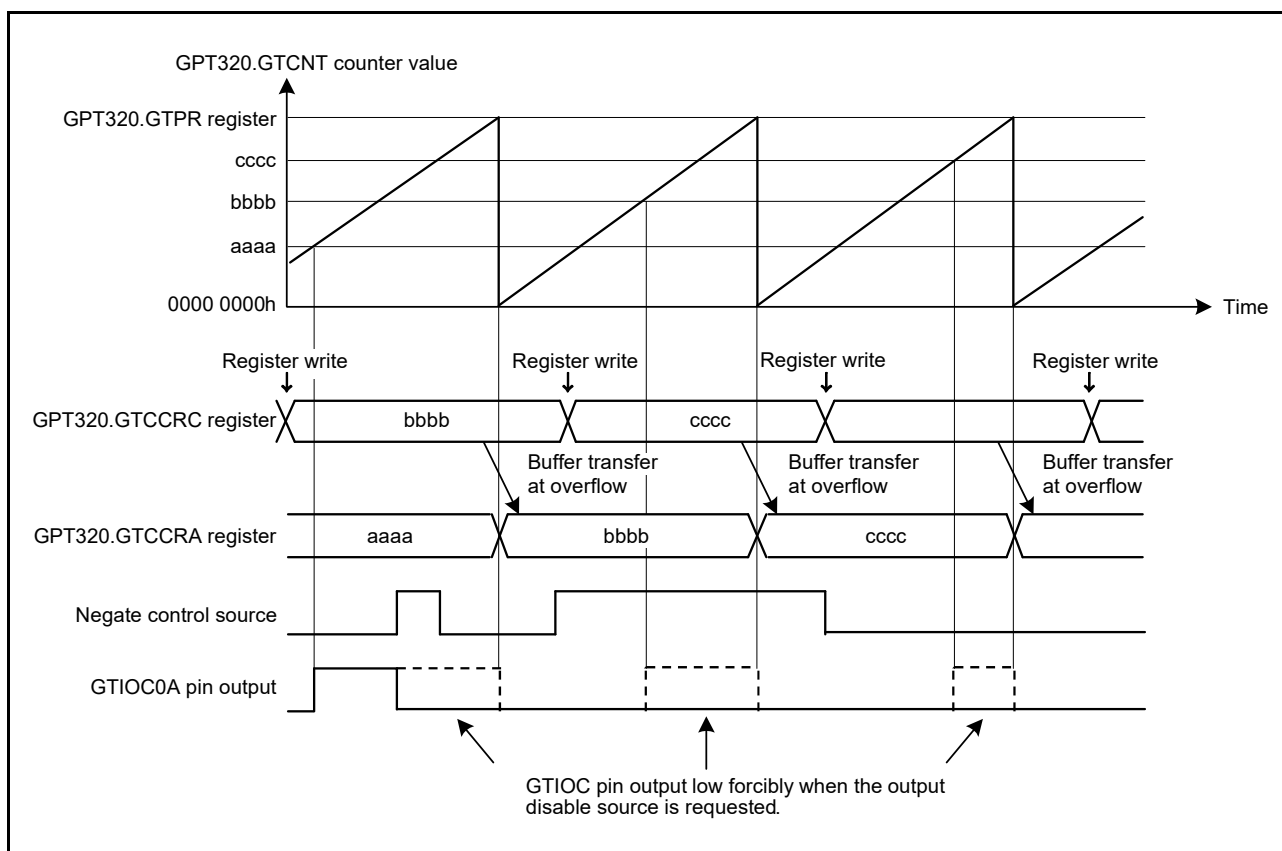 GPT320.GTCNT counter value
GPT320.GTPR register
cccc
bbbb
aaaa
0000 0000h
Time
Register write
Register write
Register write
Register write
GPT320.GTCCRC register
bbbb
cccc
Buffer transfer
at overflow
Buffer transfer
at overflow
Buffer transfer
at overflow
GPT320.GTCCRA register
aaaa
bbbb
cccc
Negate control source
GTIOC0A pin output
GTIOC pin output low forcibly when the output
disable source is requested.